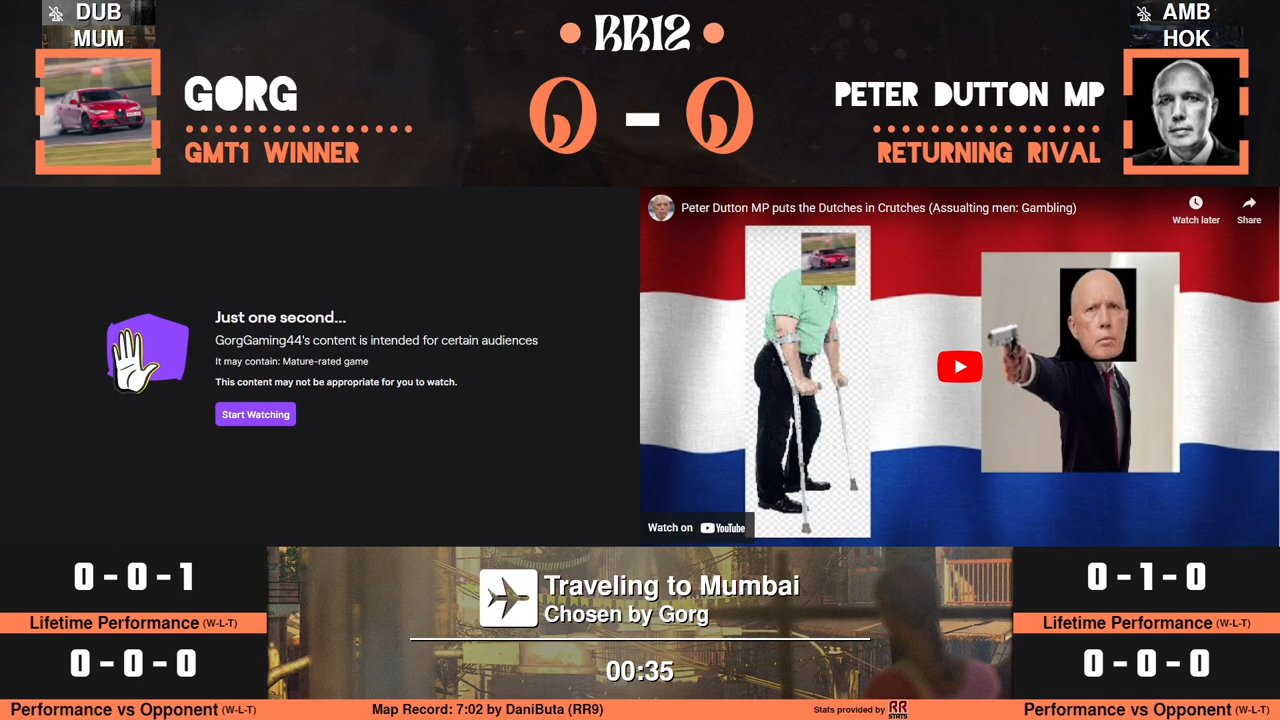 DUB
MUM
GORG
GMT1 WINNER
RR12
0 - 0
AMB
HOK
PETER DUTTON MP
RETURNING RIVAL
Just one second...
GorgGaming44's content is intended for certain audiences
It may contain: Mature-rated game
This content may not be appropriate for you to watch.
Start Watching
Peter Dutton MP puts the Dutches in Crutches (Assualting men: Gambling)
Watch later
Share
Watch on YouTube
0 - 0 - 1
Lifetime Performance (W-L-T)
0 - 0 - 0
Performance vs Opponent (W-L-T)
Traveling to Mumbai
Chosen by Gorg
00:35
Map Record: 7:02 by DaniButa (RR9)
Stats provided by RR STATS
0 - 1 - 0
Lifetime Performance (W-L-T)
0 - 0 - 0
Performance vs Opponent (W-L-T)